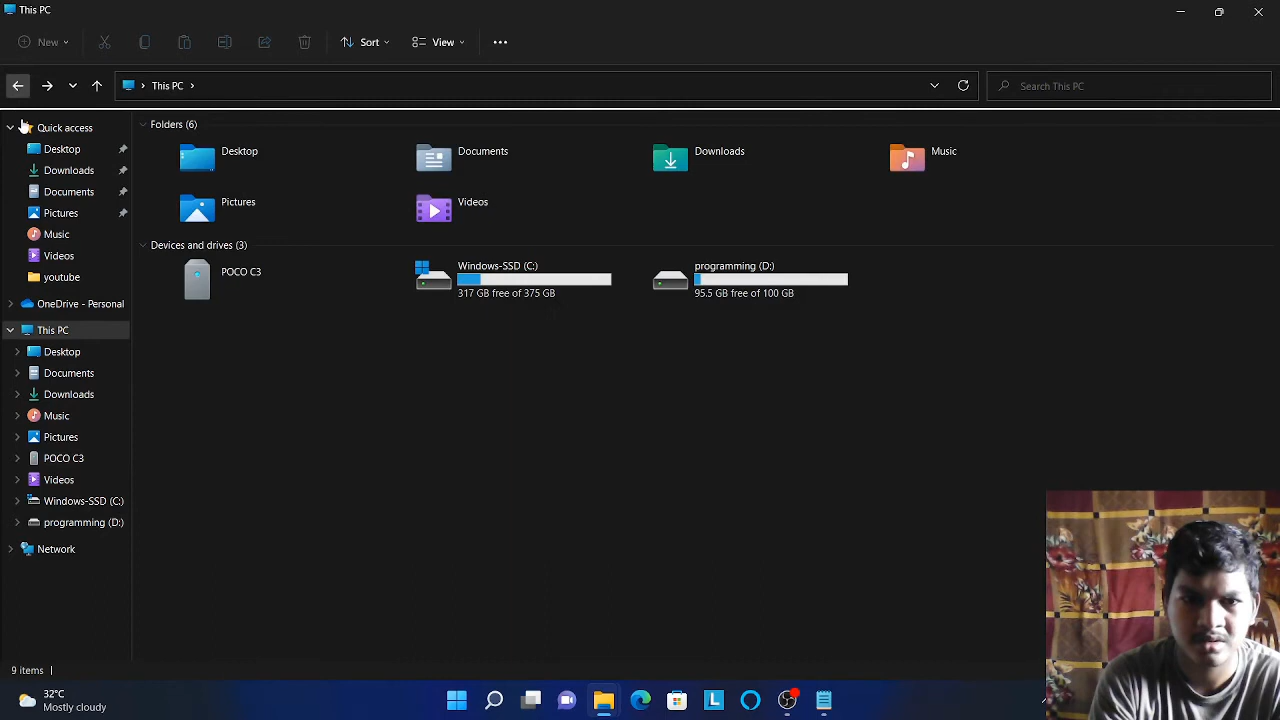 This PC
New
Sort
View
This PC
Search This PC
Quick access
Desktop
Downloads
Documents
Pictures
Music
Videos
youtube
OneDrive - Personal
This PC
Desktop
Documents
Downloads
Music
Pictures
POCO C3
Videos
Windows-SSD (C:)
programming (D:)
Network
Folders (6)
Desktop
Documents
Downloads
Music
Pictures
Videos
Devices and drives (3)
POCO C3
Windows-SSD (C:)
317 GB free of 375 GB
programming (D:)
95.5 GB free of 100 GB
9 items
32°C
Mostly cloudy
L